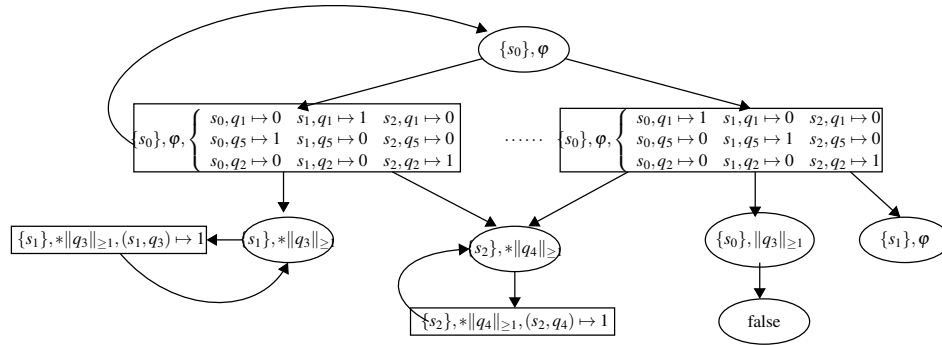 {s₀}, φ
{s₀}, φ, { s₀, q₁ ↦ 0 s₁, q₁ ↦ 1 s₂, q₁ ↦ 0
s₀, q₅ ↦ 1 s₁, q₅ ↦ 0 s₂, q₅ ↦ 0
s₀, q₂ ↦ 0 s₁, q₂ ↦ 0 s₂, q₂ ↦ 1
......
{s₀}, φ, { s₀, q₁ ↦ 1 s₁, q₁ ↦ 0 s₂, q₁ ↦ 0
s₀, q₅ ↦ 0 s₁, q₅ ↦ 1 s₂, q₅ ↦ 0
s₀, q₂ ↦ 0 s₁, q₂ ↦ 0 s₂, q₂ ↦ 1
{s₁}, *‖q₃‖≥1, (s₁, q₃) ↦ 1
{s₁}, *‖q₃‖≥1
{s₂}, *‖q₄‖≥1
{s₀}, ‖q₃‖≥1
{s₁}, φ
{s₂}, *‖q₄‖≥1, (s₂, q₄) ↦ 1
false